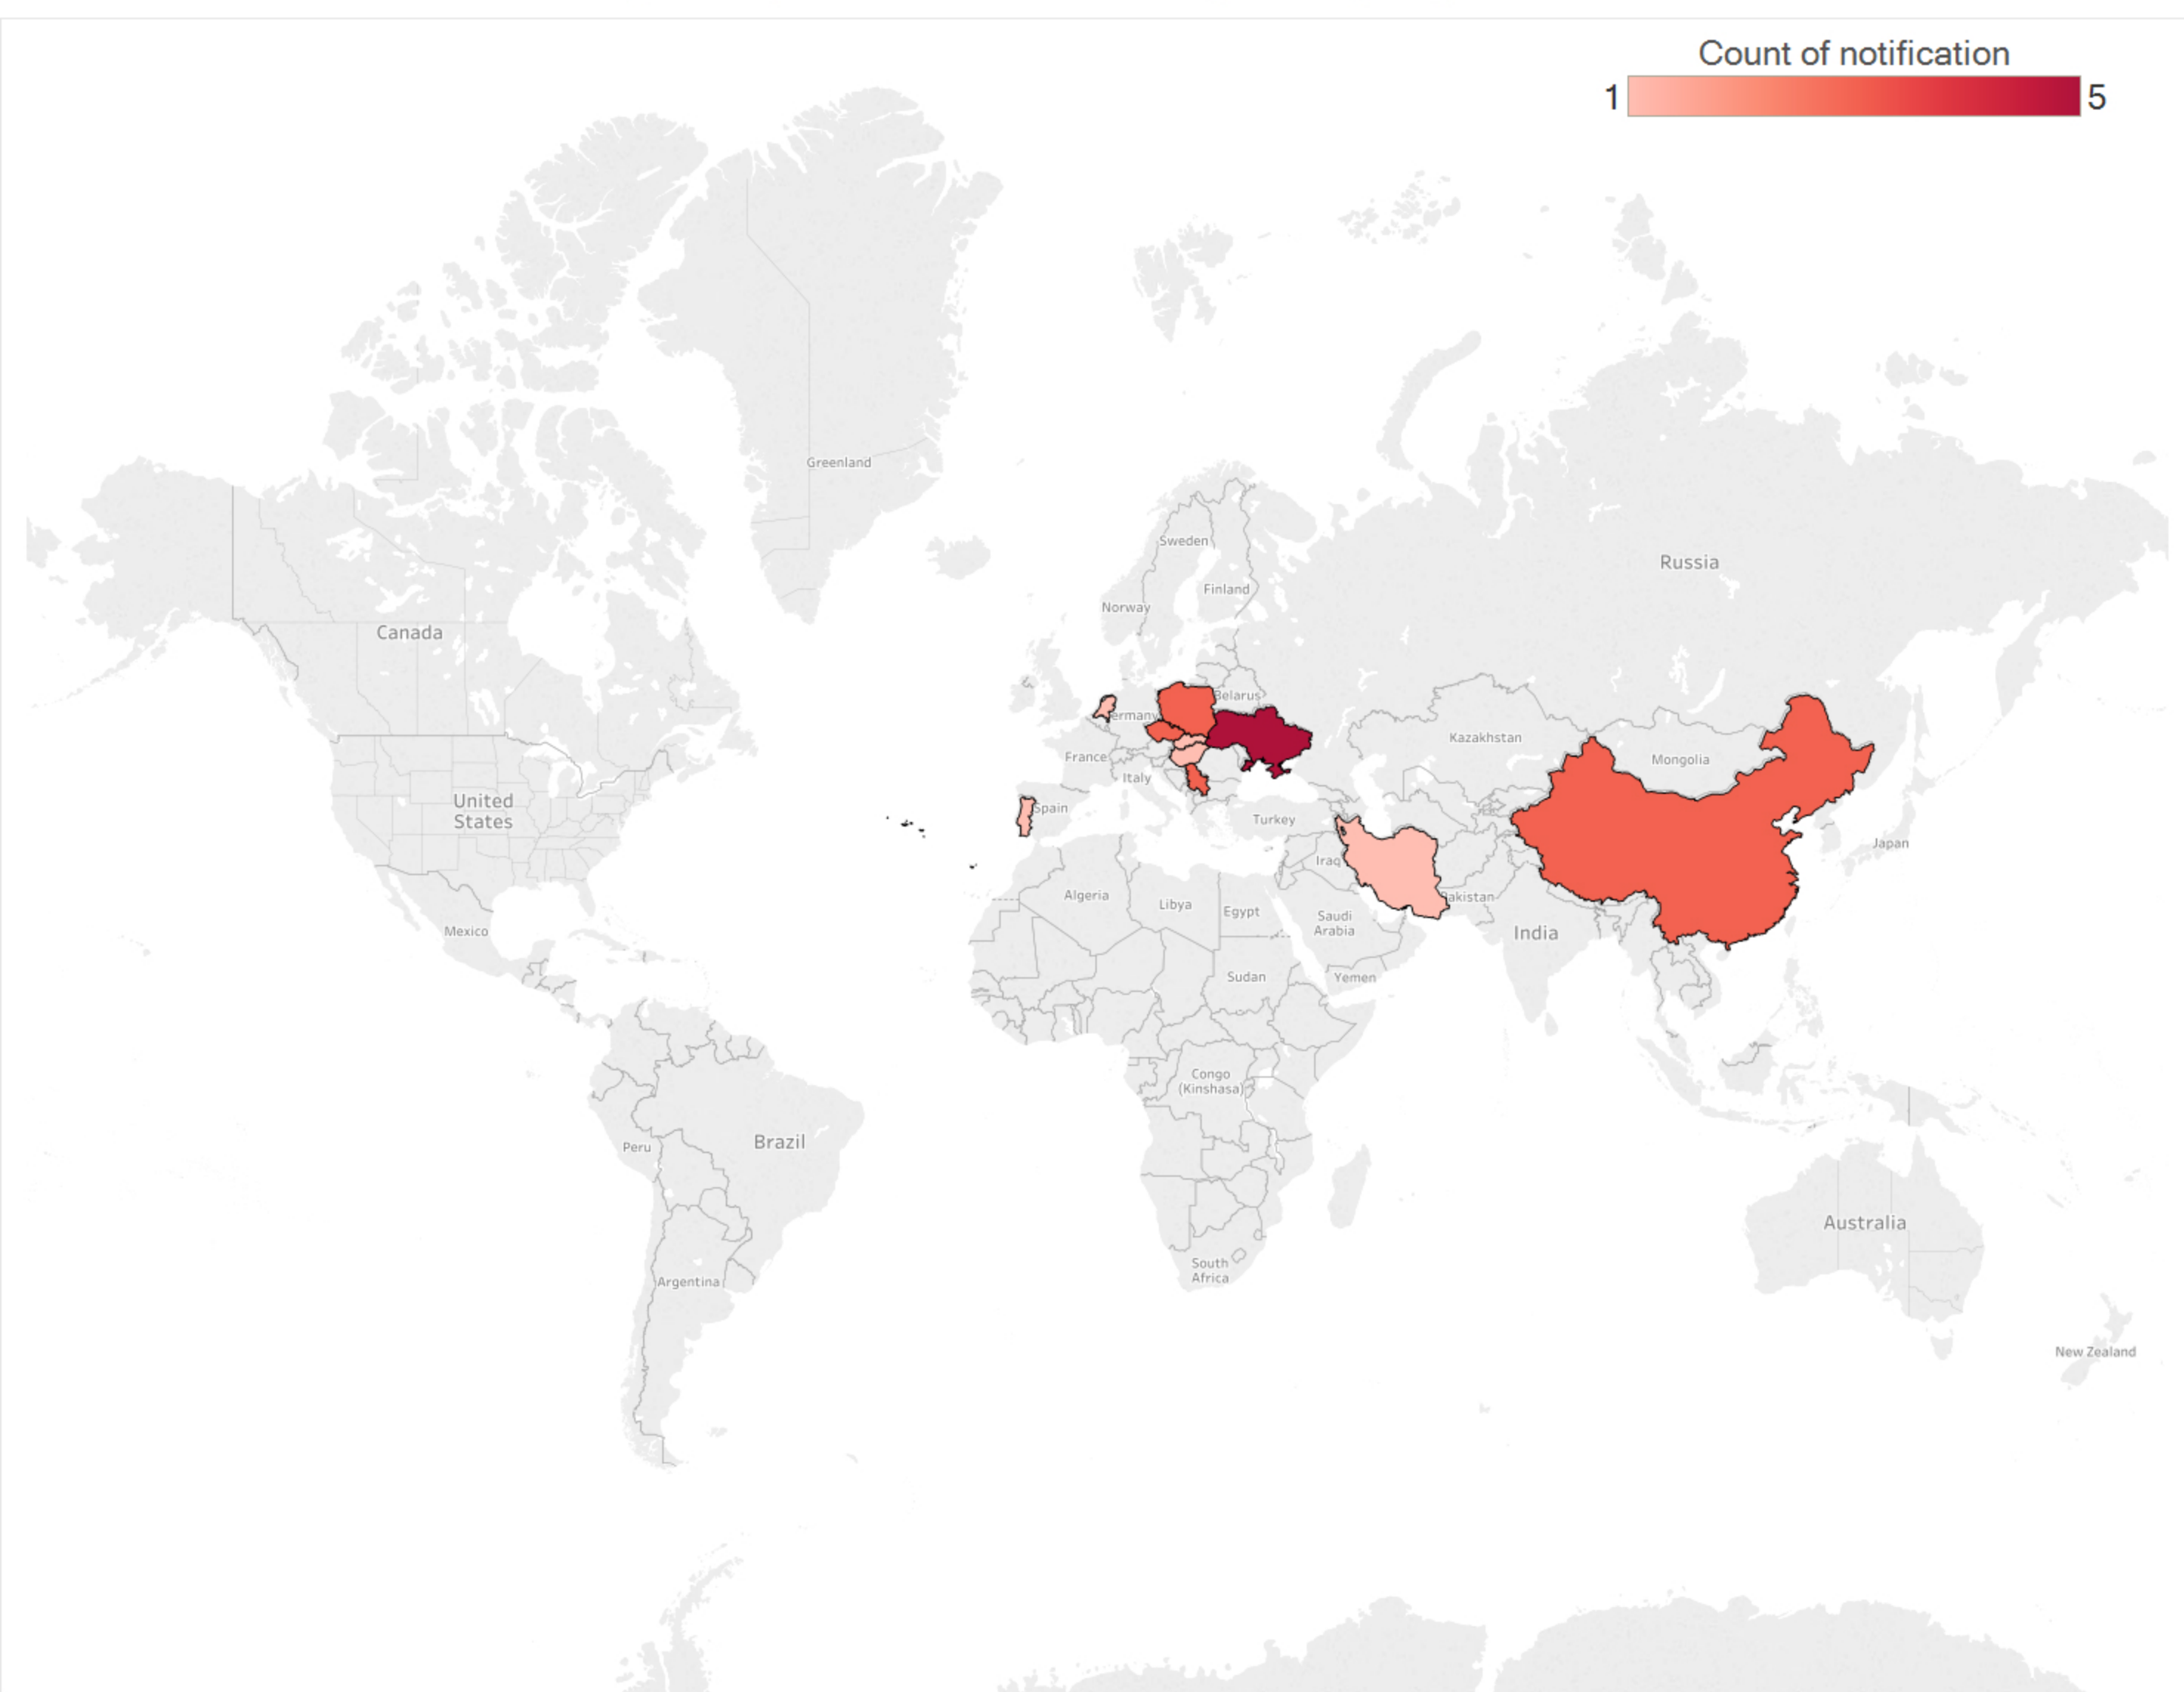 Count of notification
1 5
Greenland
Sweden
Russia
Finland
Norway
Canada
Belarus
ermany
Kazakhstan
France
Mongolia
Italy
United
States
Spain
Turkey
Japan
Iraq
Algeria
Pakistan
Libya
Egypt
Saudi
Arabia
India
Mexico
Sudan
Yemen
Congo
(Kinshasa)
Brazil
Peru
Australia
South
Africa
Argentina
New Zealand